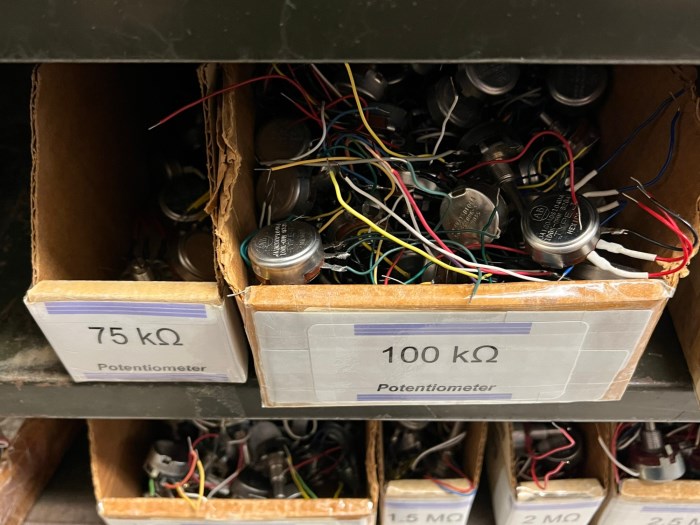 75 kΩ
Potentiometer
100 kΩ
Potentiometer
1.5 MΩ
2 MΩ